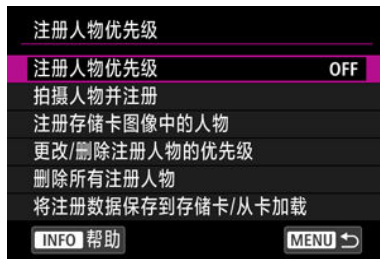 注册人物优先级
注册人物优先级 OFF
拍摄人物并注册
注册存储卡图像中的人物
更改/删除注册人物的优先级
删除所有注册人物
将注册数据保存到存储卡/从卡加载
INFO 帮助 MENU